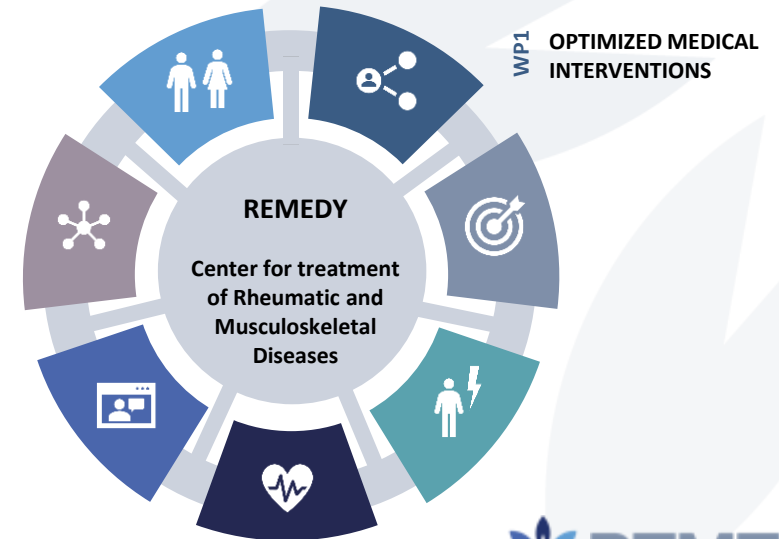 WP1
OPTIMIZED MEDICAL
INTERVENTIONS
REMEDY
Center for treatment
of Rheumatic and
Musculoskeletal
Diseases